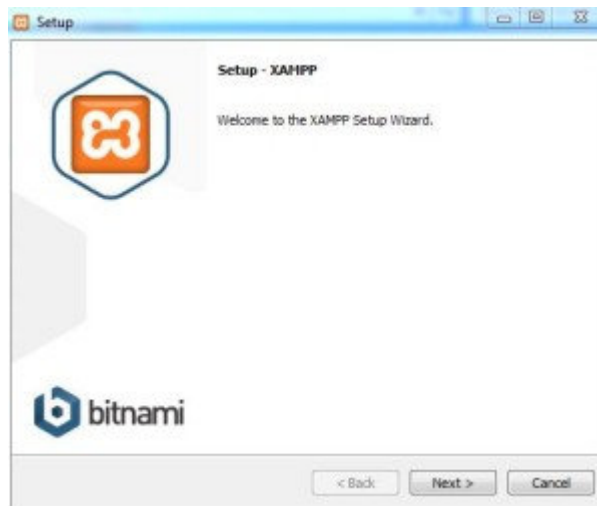 Setup
Setup - XAMPP
Welcome to the XAMPP Setup Wizard.
bitnami
< Back
Next >
Cancel